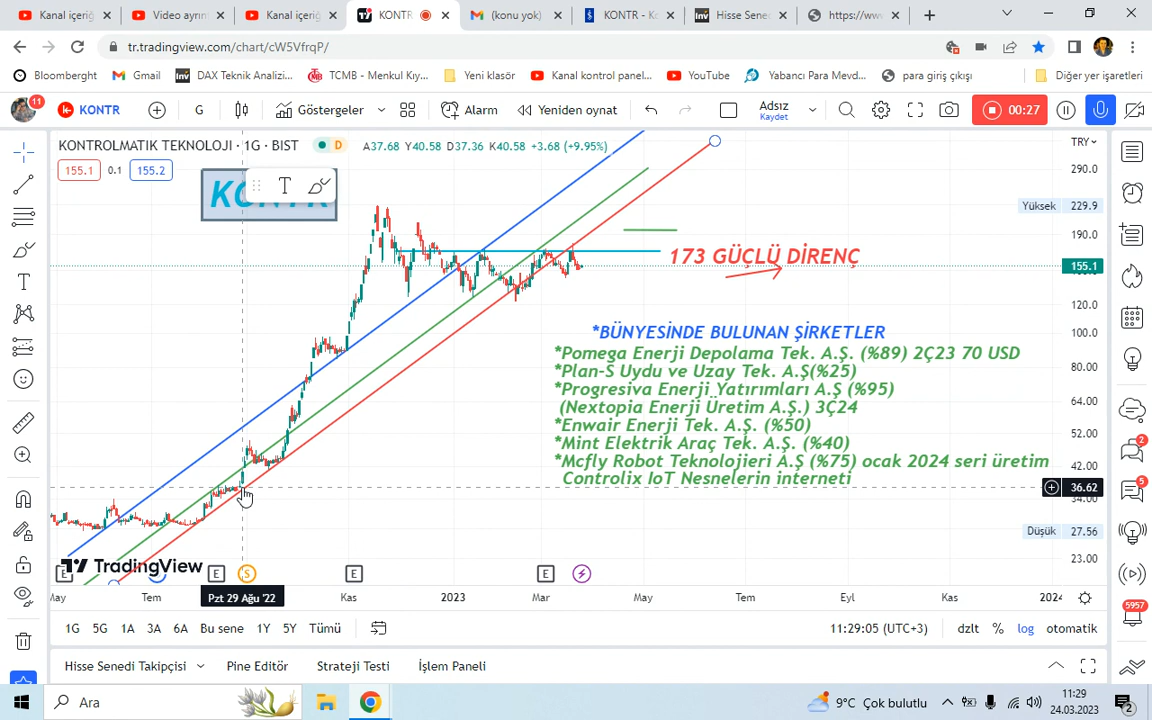 Kanal içeriğ
Video ayrın
Kanal içeriğ
KONTR
(konu yok)
KONTR - Ko
Hisse Sene
https://ww
tr.tradingview.com/chart/cW5VfrqP/
Bloomberght
Gmail
DAX Teknik Analizi...
TCMB - Menkul Kıy...
Yeni klasör
Kanal kontrol panel...
YouTube
Yabancı Para Mevd...
para giriş çıkışı
Diğer yer işaretleri
11
KONTR
G
Göstergeler
Alarm
Yeniden oynat
Adsız
Kaydet
00:27
KONTROLMATIK TEKNOLOJI · 1G · BIST
D
A37.68 Y40.58 D37.36 K40.58 +3.68 (+9.95%)
TRY
155.1
0.1
155.2
290.0
Yüksek
229.9
190.0
173 GÜÇLÜ DİRENÇ
155.1
120.0
100.0
*BÜNYESİNDE BULUNAN ŞİRKETLER
*Pomega Enerji Depolama Tek. A.Ş. (%89) 2Ç23 70 USD
80.00
*Plan-S Uydu ve Uzay Tek. A.Ş(%25)
*Progresiva Enerji Yatırımları A.Ş (%95)
64.00
(Nextopia Enerji Üretim A.Ş.) 3Ç24
*Enwair Enerji Tek. A.Ş. (%50)
52.00
*Mint Elektrik Araç Tek. A.Ş. (%40)
*Mcfly Robot Teknolojieri A.Ş (%75) ocak 2024 seri üretim
42.00
Controlix IoT Nesnelerin interneti
36.62
34.00
Düşük
27.56
23.00
TradingView
E
E
S
E
E
May
Tem
Pzt 29 Ağu '22
Kas
2023
Mar
May
Tem
Eyl
Kas
2024
1G
5G
1A
3A
6A
Bu sene
1Y
5Y
Tümü
11:29:05 (UTC+3)
dzlt
%
log
otomatik
2
5
5957
Hisse Senedi Takipçisi
Pine Editör
Strateji Testi
İşlem Paneli
Ara
9°C Çok bulutlu
11:29
24.03.2023
2